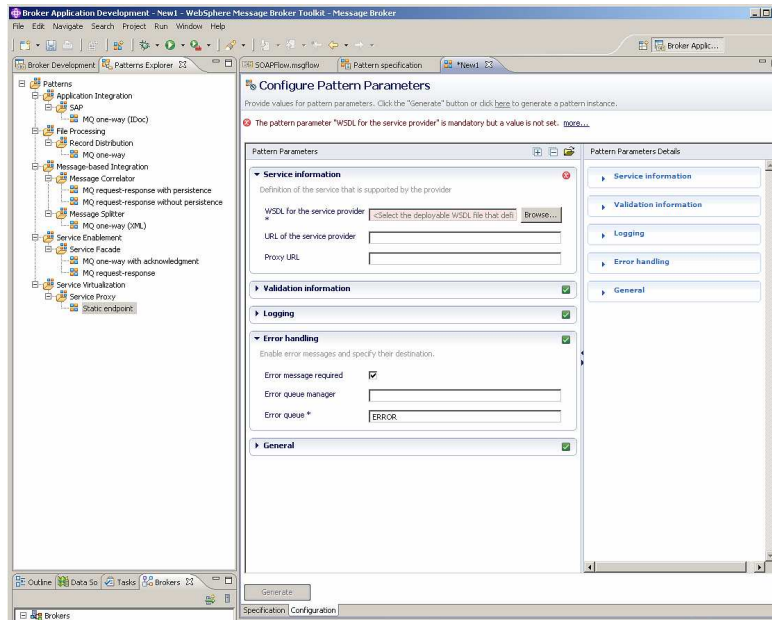 Broker Application Development - New1 - WebSphere Message Broker Toolkit - Message Broker
File Edit Navigate Search Project Run Window Help
Broker Applic...
Broker Development
Patterns Explorer
SOAPFlow.msgflow
Pattern specification
*New1
Patterns
Application Integration
SAP
MQ one-way (IDoc)
File Processing
Record Distribution
MQ one-way
Message-based Integration
Message Correlator
MQ request-response with persistence
MQ request-response without persistence
Message Splitter
MQ one-way (XML)
Service Enablement
Service Facade
MQ one-way with acknowledgment
MQ request-response
Service Virtualization
Service Proxy
Static endpoint
Configure Pattern Parameters
Provide values for pattern parameters. Click the "Generate" button or click here to generate a pattern instance.
The pattern parameter "WSDL for the service provider" is mandatory but a value is not set. more...
Pattern Parameters
Service information
Definition of the service that is supported by the provider
WSDL for the service provider *
<Select the deployable WSDL file that defi
Browse...
URL of the service provider
Proxy URL
Validation information
Logging
Error handling
Enable error messages and specify their destination.
Error message required
Error queue manager
Error queue *
ERROR
General
Pattern Parameters Details
Service information
Validation information
Logging
Error handling
General
Generate
Specification Configuration
Outline Data So Tasks Brokers
Brokers